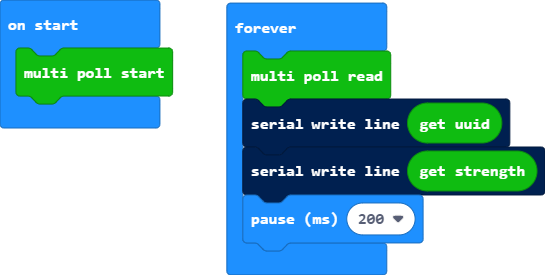 on start
multi poll start
forever
multi poll read
serial write line get uuid
serial write line get strength
pause (ms) 200